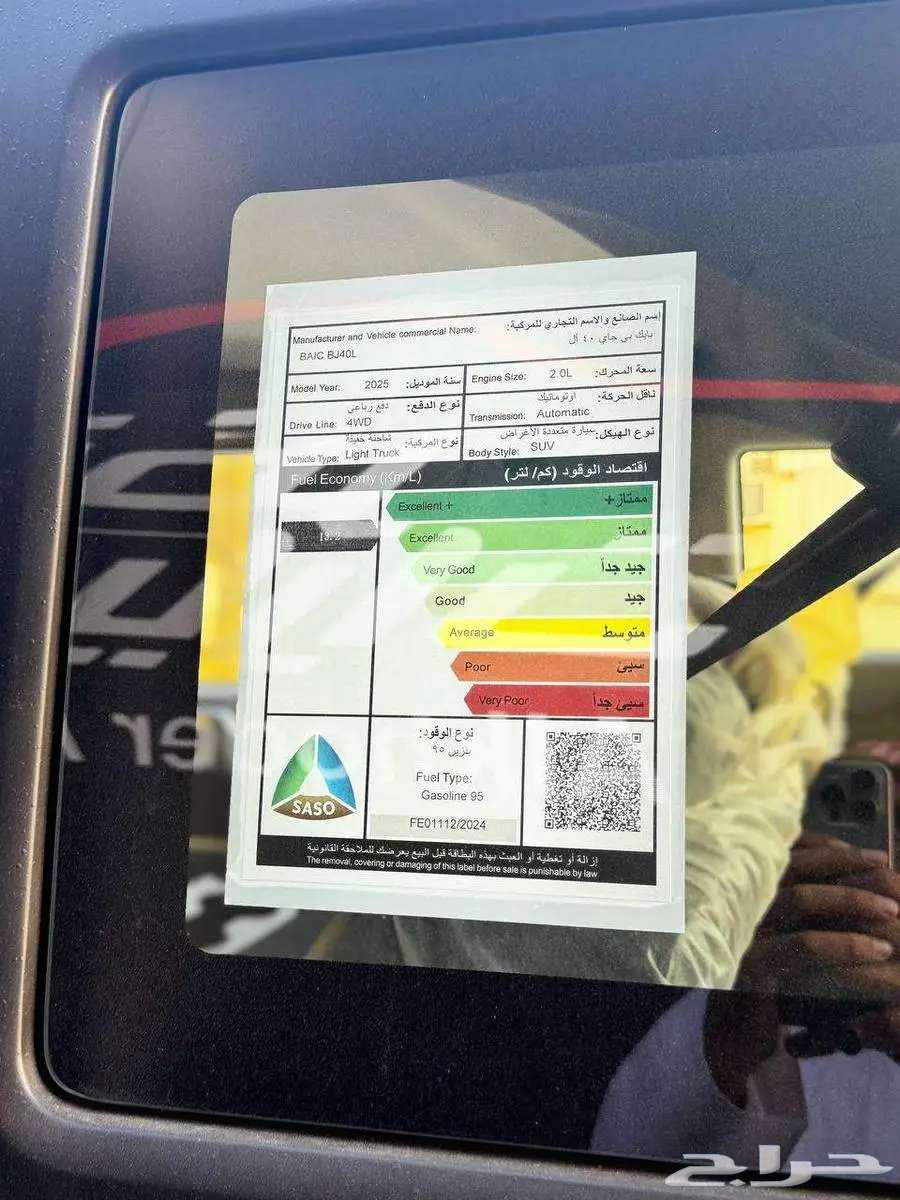 Manufacturer and Vehicle commercial Name:
إسم الصانع والاسم التجاري للمركبة:
BAIC BJ40L
بايك بي جاي ٤٠ ال
Model Year: 2025 سنة الموديل:
Engine Size: 2.0L سعة المحرك:
نوع الدفع: دفع رباعي
Drive Line: 4WD
ناقل الحركة: اوتوماتيك
Transmission: Automatic
نوع المركبة: شاحنة خفيفة
Vehicle Type: Light Truck
نوع الهيكل: سيارة متعددة الأغراض
Body Style: SUV
Fuel Economy (Km/L) اقتصاد الوقود (كم/ لتر)
Excellent + ممتاز+
Excellent ممتاز
Very Good جيد جداً
Good جيد
Average متوسط
Poor سيئ
Very Poor سيئ جداً
SASO
نوع الوقود:
بنزين ٩٥
Fuel Type:
Gasoline 95
FE01112/2024
إزالة أو تغطية أو العبث بهذه البطاقة قبل البيع يعرضك للملاحقة القانونية
The removal, covering or damaging of this label before sale is punishable by law
حراج